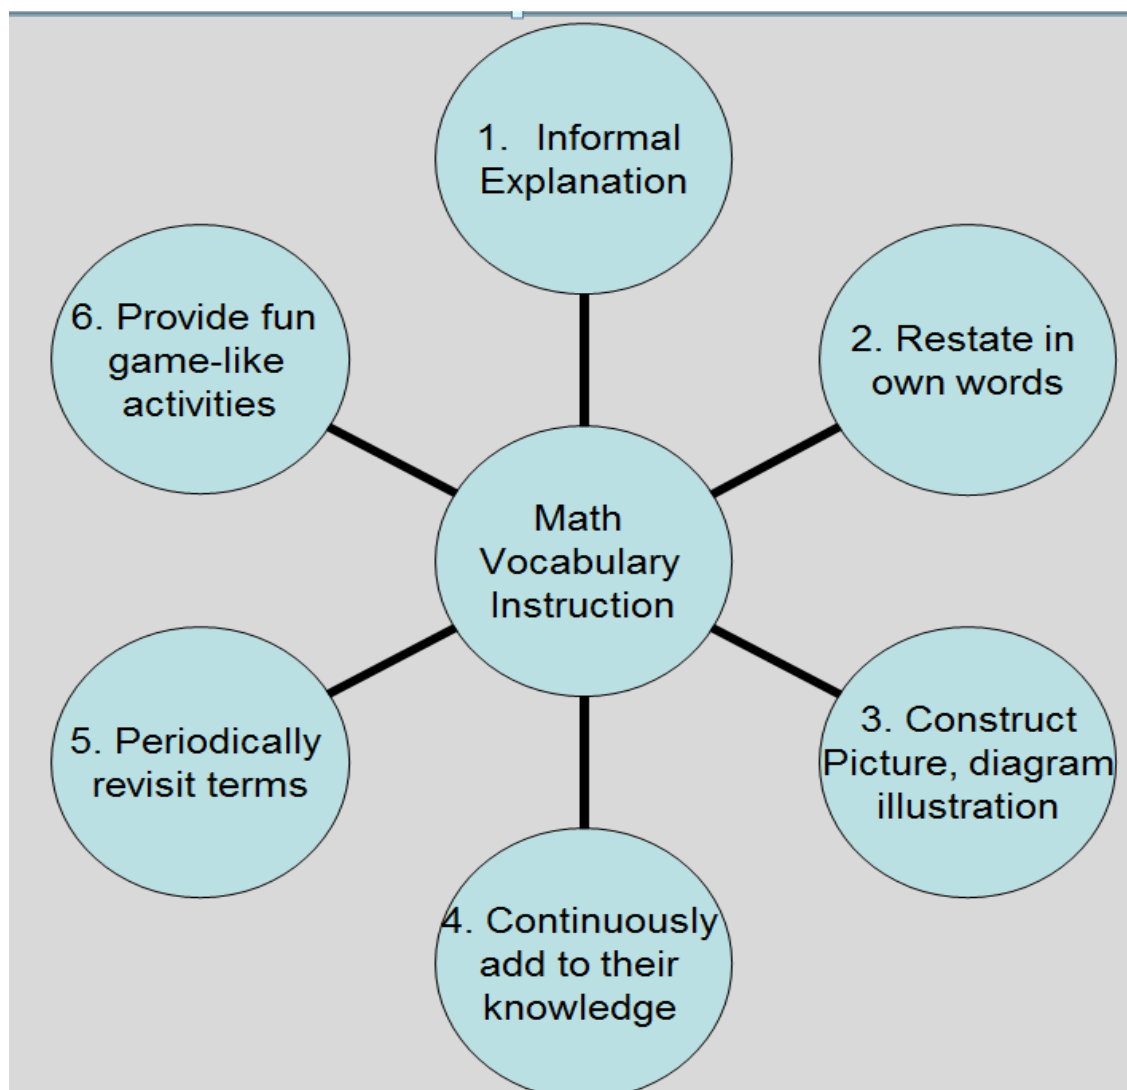 1. Informal
Explanation
2. Restate in
own words
3. Construct
Picture, diagram
illustration
4. Continuously
add to their
knowledge
5. Periodically
revisit terms
6. Provide fun
game-like
activities
Math
Vocabulary
Instruction